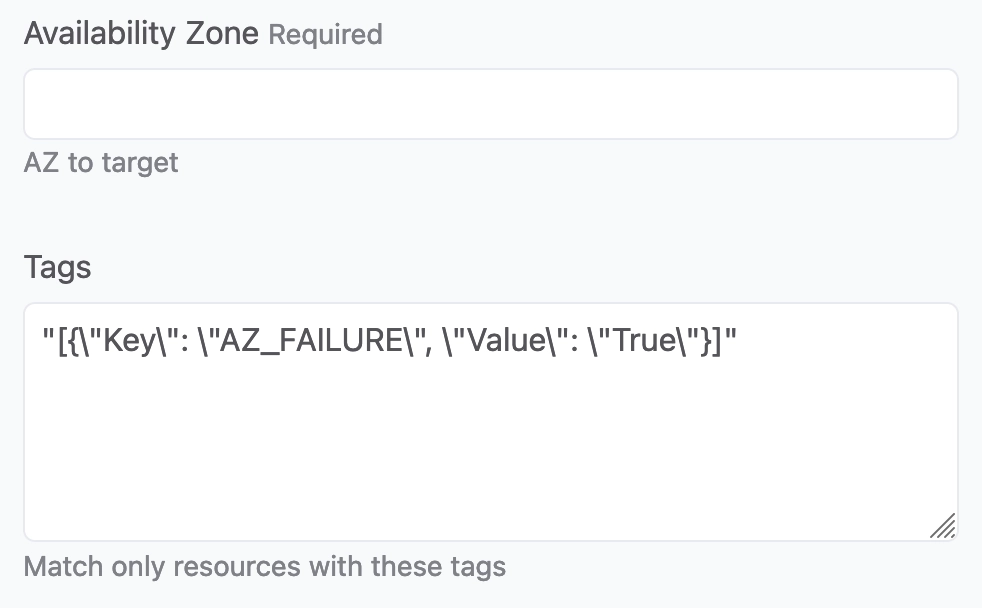 Availability Zone Required
AZ to target
Tags
"[{\"Key\": \"AZ_FAILURE\", \"Value\": \"True\"}]"
Match only resources with these tags